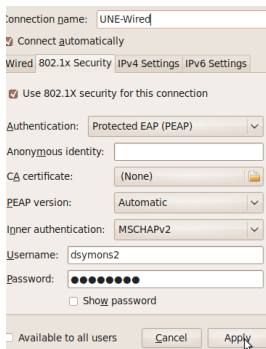 Connection name: UNE-Wired
Connect automatically
Wired 802.1x Security IPv4 Settings IPv6 Settings
Use 802.1X security for this connection
Authentication: Protected EAP (PEAP)
Anonymous identity:
CA certificate: (None)
PEAP version: Automatic
Inner authentication: MSCHAPv2
Username: dsymons2
Password: ●●●●●●●●
Show password
Available to all users Cancel Apply